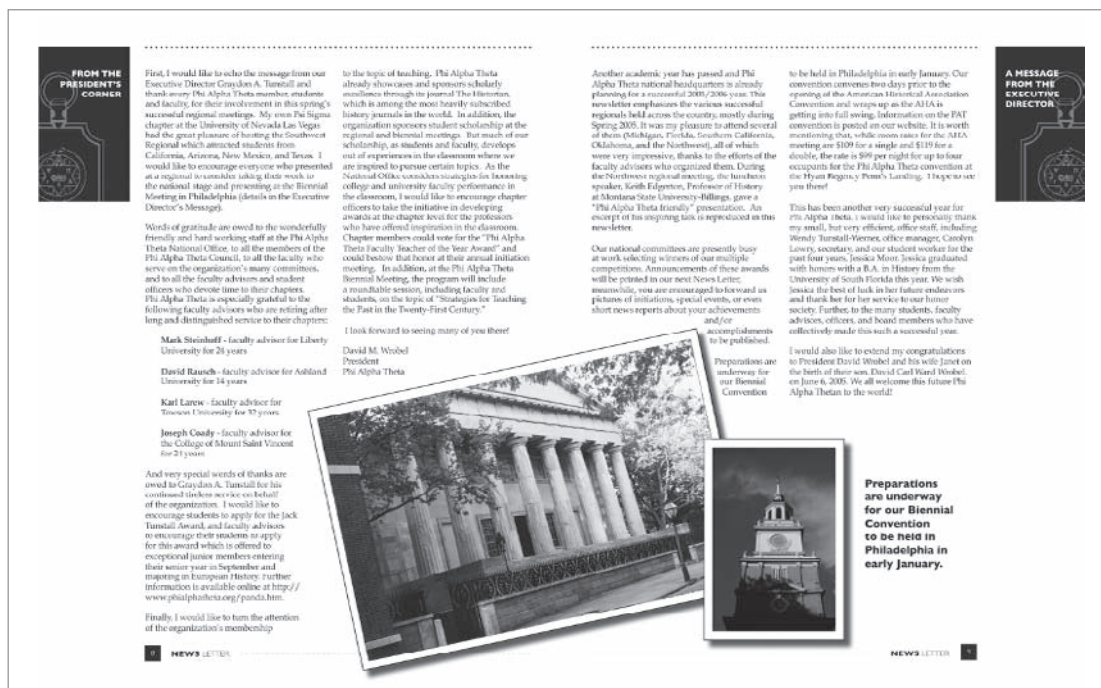 FROM THE
PRESIDENT'S
CORNER
First, I would like to echo the message from our
Executive Director Graydon A. Tunstall and
thank every Phi Alpha Theta member, students
and faculty, for their involvement in this spring's
successful regional meetings. My own Psi Sigma
chapter at the University of Nevada Las Vegas
had the great pleasure of hosting the Southwest
Regional which attracted students from
California, Arizona, New Mexico, and Texas. I
would like to encourage everyone who presented
at a regional to consider taking their work to
the national stage and presenting at the Biennial
Meeting in Philadelphia (details in the Executive
Director's Message).
Words of gratitude are owed to the wonderfully
friendly and hard working staff at the Phi Alpha
Theta National Office, to all the members of the
Phi Alpha Theta Council, to all the faculty who
serve on the organization's many committees,
and to all the faculty advisors and student
officers who devote time to their chapters.
Phi Alpha Theta is especially grateful to the
following faculty advisors who are retiring after
long and distinguished service to their chapters:
Mark Steinhoff - faculty advisor for Liberty
University for 26 years
David Rausch - faculty advisor for Ashland
University for 14 years
Karl Larew - faculty advisor for
Towson University for 32 years
Joseph Coady - faculty advisor for
the College of Mount Saint Vincent
for 21 years
And very special words of thanks are
owed to Graydon A. Tunstall for his
continued tireless service on behalf
of the organization. I would like to
encourage students to apply for the Jack
Tunstall Award, and faculty advisors
to encourage their students to apply
for this award which is offered to
exceptional junior members entering
their senior year in September and
majoring in European History. Further
information is available online at http://
www.phialphatheta.org/panda.htm.
Finally, I would like to turn the attention
of the organization's membership
to the topic of teaching. Phi Alpha Theta
already showcases and sponsors scholarly
excellence through its journal The Historian,
which is among the most heavily subscribed
history journals in the world. In addition, the
organization sponsors student scholarship at the
regional and biennial meetings. But much of our
scholarship, as students and faculty, develops
out of experiences in the classroom where we
are inspired to pursue certain topics. As the
National Office considers strategies for honoring
college and university faculty performance in
the classroom, I would like to encourage chapter
officers to take the initiative in developing
awards at the chapter level for the professors
who have offered inspiration in the classroom.
Chapter members could vote for the "Phi Alpha
Theta Faculty Teacher of the Year Award" and
could bestow that honor at their annual initiation
meeting. In addition, at the Phi Alpha Theta
Biennial Meeting, the program will include
a roundtable session, including faculty and
students, on the topic of "Strategies for Teaching
the Past in the Twenty-First Century."
I look forward to seeing many of you there!
David M. Wrobel
President
Phi Alpha Theta
8 NEWS LETTER
Another academic year has passed and Phi
Alpha Theta national headquarters is already
planning for a successful 2005/2006 year. This
newsletter emphasizes the various successful
regionals held across the country, mostly during
Spring 2005. It was my pleasure to attend several
of them (Michigan, Florida, Southern California,
Oklahoma, and the Northwest), all of which
were very impressive, thanks to the efforts of the
faculty advisers who organized them. During
the Northwest regional meeting, the luncheon
speaker, Keith Edgerton, Professor of History
at Montana State University-Billings, gave a
"Phi Alpha Theta friendly" presentation. An
excerpt of his inspiring talk is reproduced in this
newsletter.
Our national committees are presently busy
at work selecting winners of our multiple
competitions. Announcements of these awards
will be printed in our next News Letter,
meanwhile, you are encouraged to forward us
pictures of initiations, special events, or even
short news reports about your achievements
and/or
accomplishments
to be published.
Preparations are
underway for
our Biennial
Convention
to be held in Philadelphia in early January. Our
convention convenes two days prior to the
opening of the American Historical Association
Convention and wraps up as the AHA is
getting into full swing. Information on the PAT
convention is posted on our website. It is worth
mentioning that, while room rates for the AHA
meeting are $109 for a single and $119 for a
double, the rate is $99 per night for up to four
occupants for the Phi Alpha Theta convention at
the Hyatt Regency Penn's Landing. I hope to see
you there!
This has been another very successful year for
Phi Alpha Theta. I would like to personally thank
my small, but very efficient, office staff, including
Wendy Tunstall-Werner, office manager, Carolyn
Lowry, secretary, and our student worker for the
past four years, Jessica Moor. Jessica graduated
with honors with a B.A. in History from the
University of South Florida this year. We wish
Jessica the best of luck in her future endeavors
and thank her for her service to our honor
society. Further, to the many students, faculty
advisors, officers, and board members who have
collectively made this such a successful year.
I would also like to extend my congratulations
to President David Wrobel and his wife Janet on
the birth of their son, David Carl Ward Wrobel,
on June 6, 2005. We all welcome this future Phi
Alpha Thetan to the world!
A MESSAGE
FROM THE
EXECUTIVE
DIRECTOR
Preparations
are underway
for our Biennial
Convention
to be held in
Philadelphia in
early January.
NEWS LETTER 9